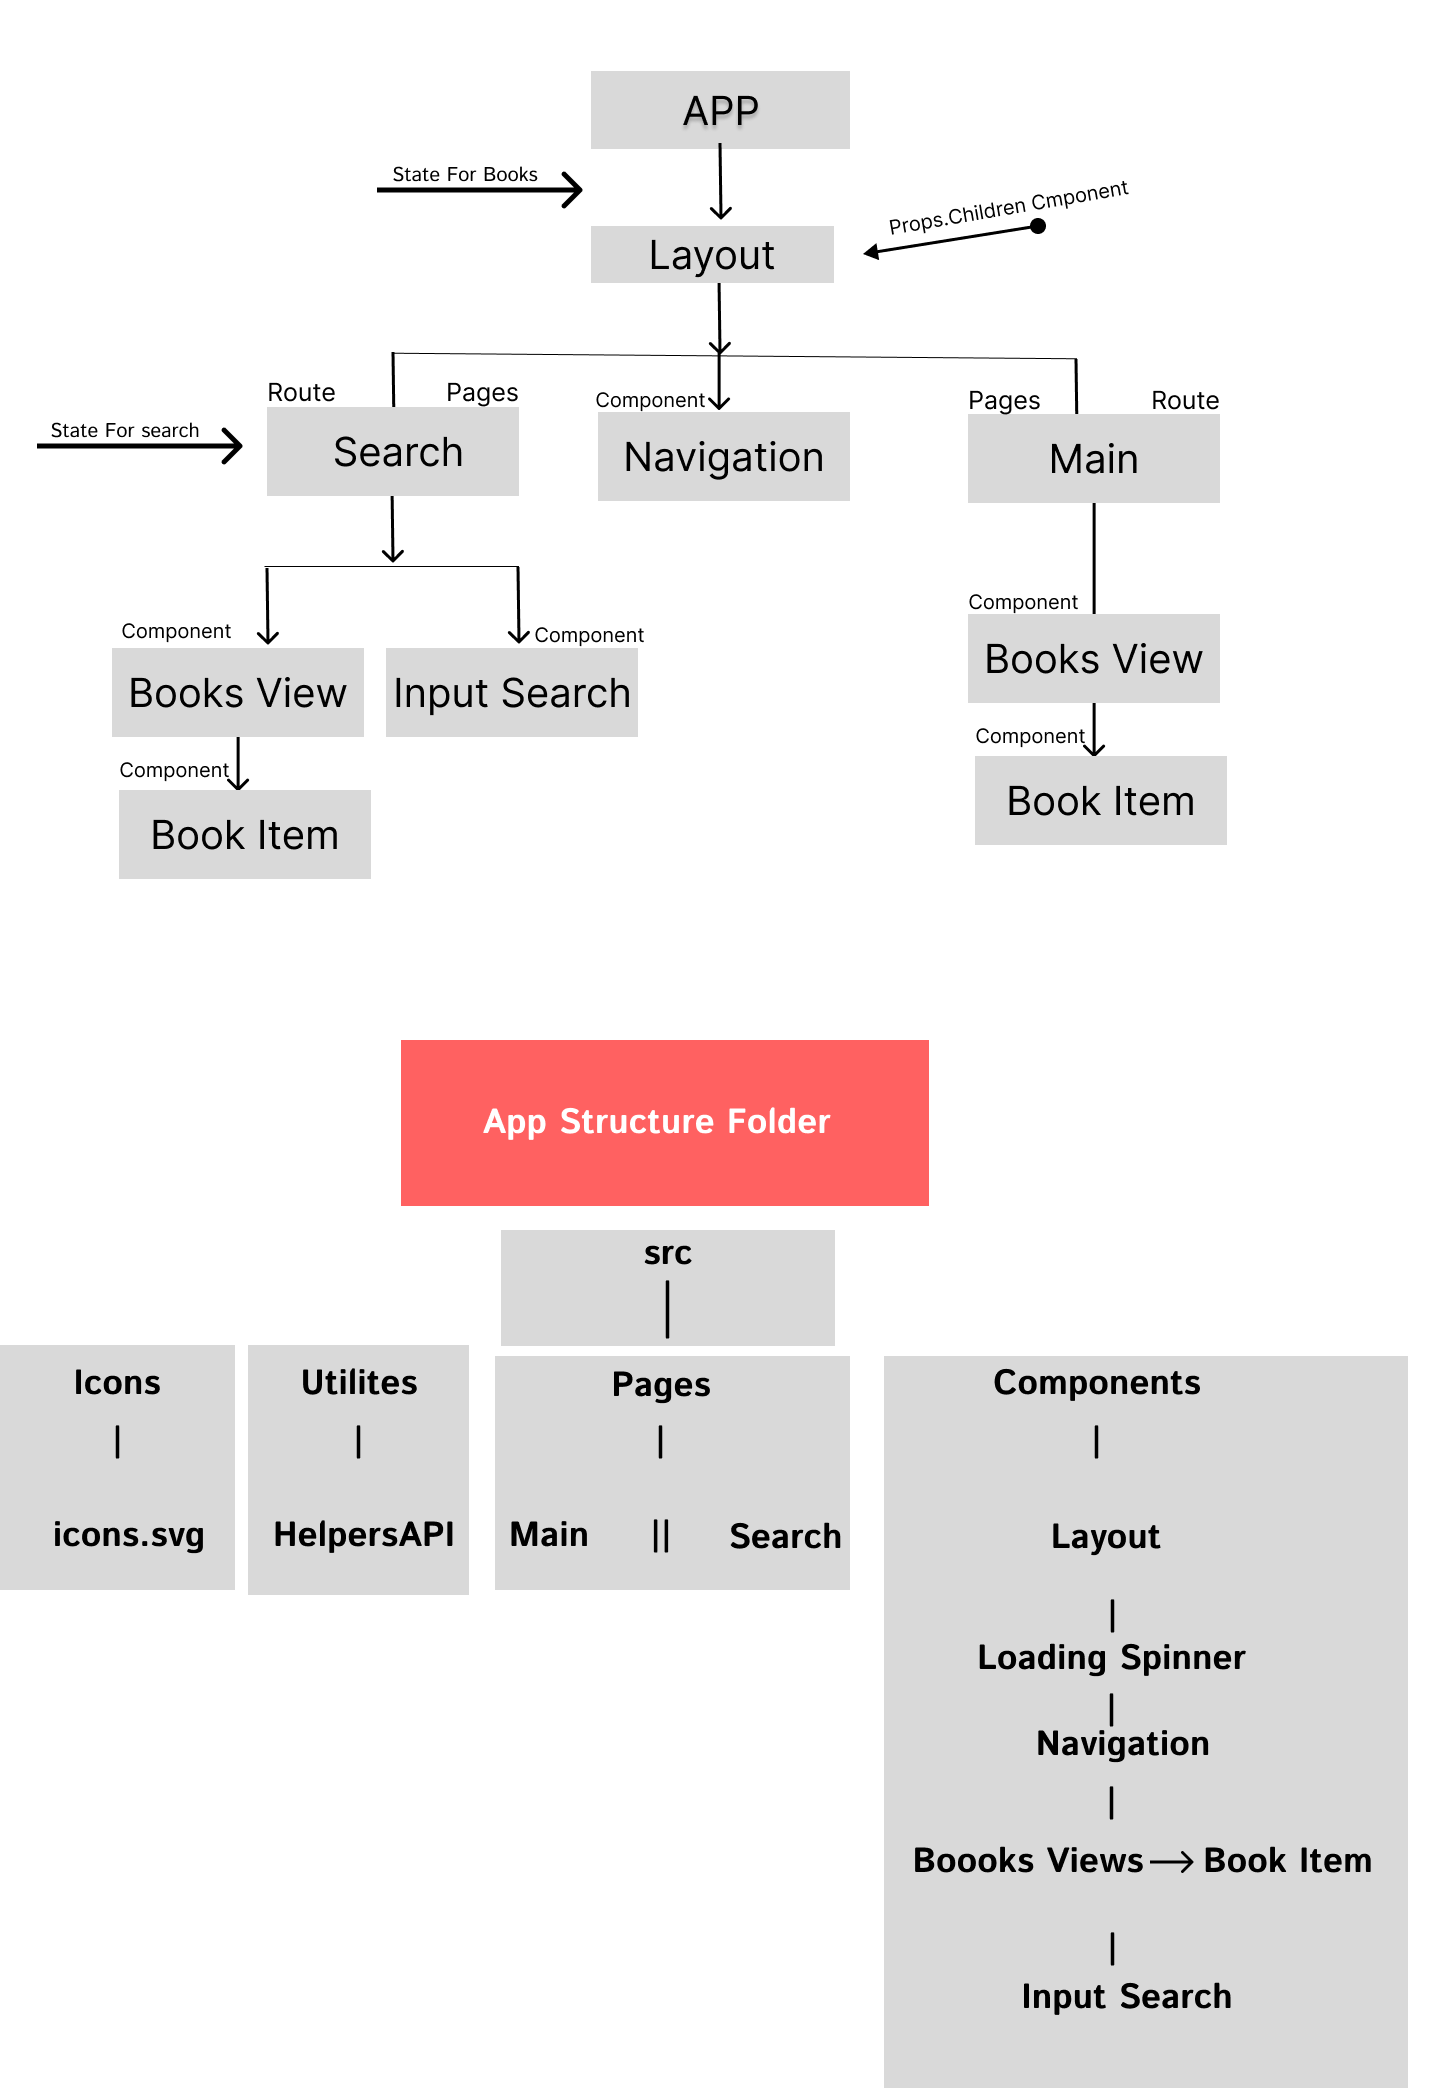 APP
State For Books
Props.Children Cmponent
Layout
Route
Pages
Component
Pages
Route
State For search
Search
Navigation
Main
Component
Component
Component
Books View
Input Search
Books View
Component
Component
Book Item
Book Item
App Structure Folder
src
Icons
Utilites
Pages
Components
icons.svg
HelpersAPI
Main || Search
Layout
Loading Spinner
Navigation
Boooks Views → Book Item
Input Search